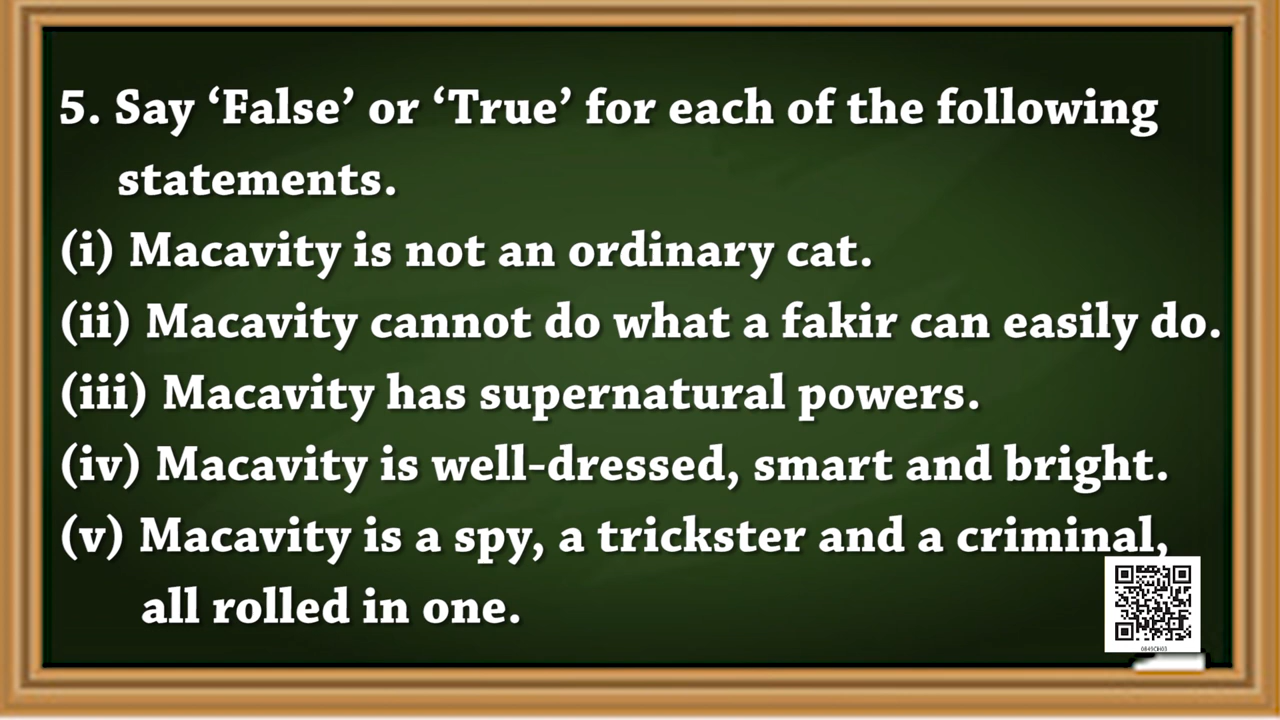 5. Say ‘False’ or ‘True’ for each of the following
statements.
(i) Macavity is not an ordinary cat.
(ii) Macavity cannot do what a fakir can easily do.
(iii) Macavity has supernatural powers.
(iv) Macavity is well-dressed, smart and bright.
(v) Macavity is a spy, a trickster and a criminal,
all rolled in one.